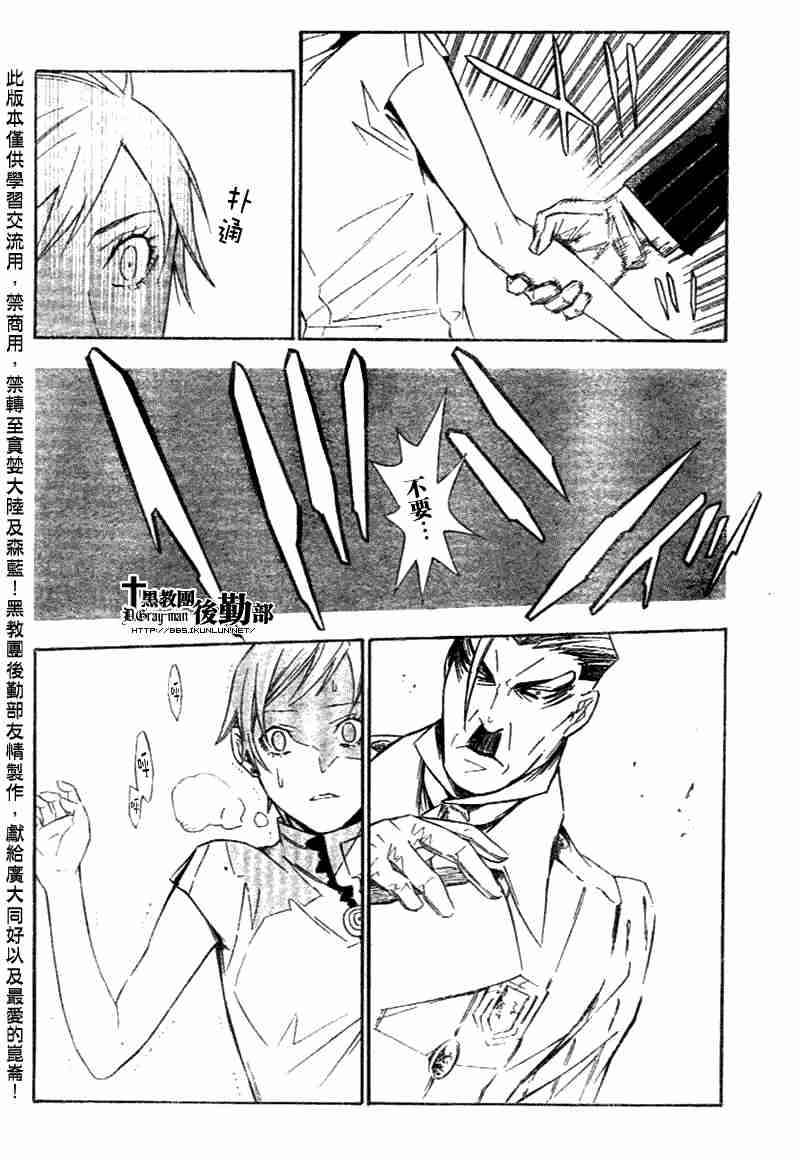 扑
通
不要…
黑教團
D.Gray-man 後勤部
HTTP://BBS.IKUNLUN.NET/
呼
呼
呼
此版本僅供學習交流用，禁商用，禁轉至貪婪大陸及森藍！黑教團後勤部友情製作，獻給廣大同好以及最愛的崑崙！